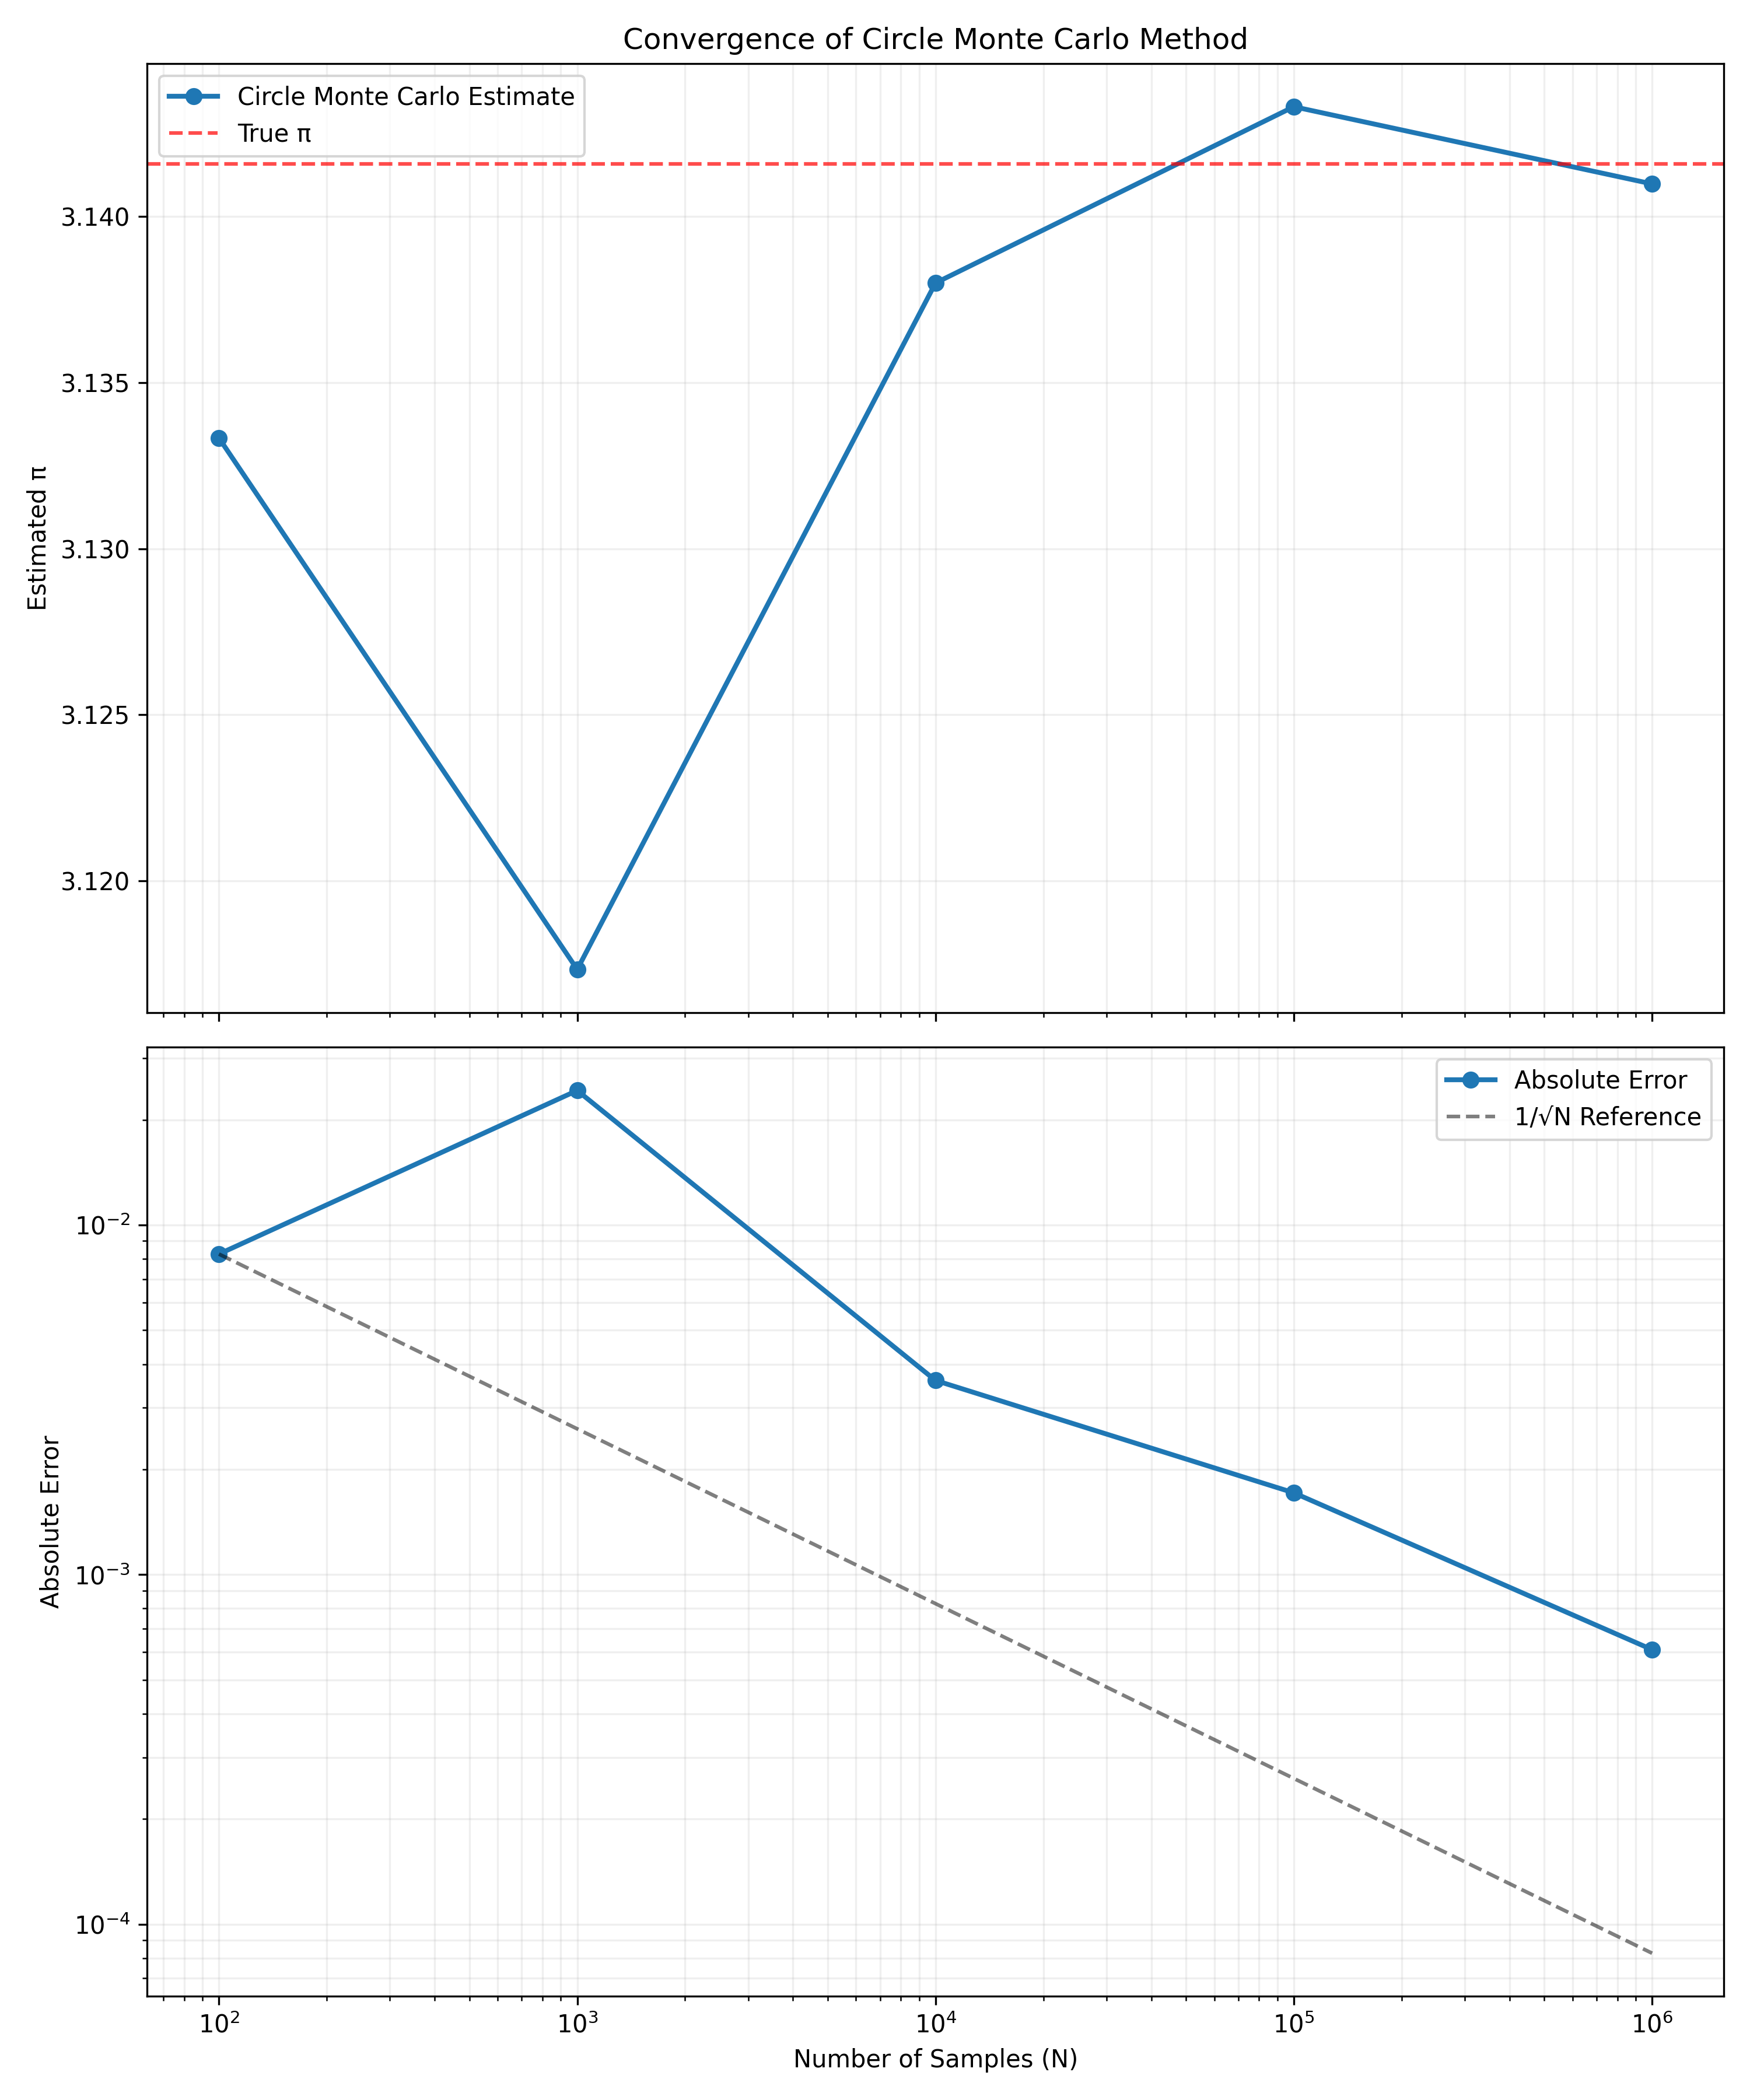 Convergence of Circle Monte Carlo Method
Circle Monte Carlo Estimate
True π
Estimated π
3.140
3.135
3.130
3.125
3.120
Absolute Error
1/√N Reference
Absolute Error
10⁻²
10⁻³
10⁻⁴
10² 10³ 10⁴ 10⁵ 10⁶
Number of Samples (N)